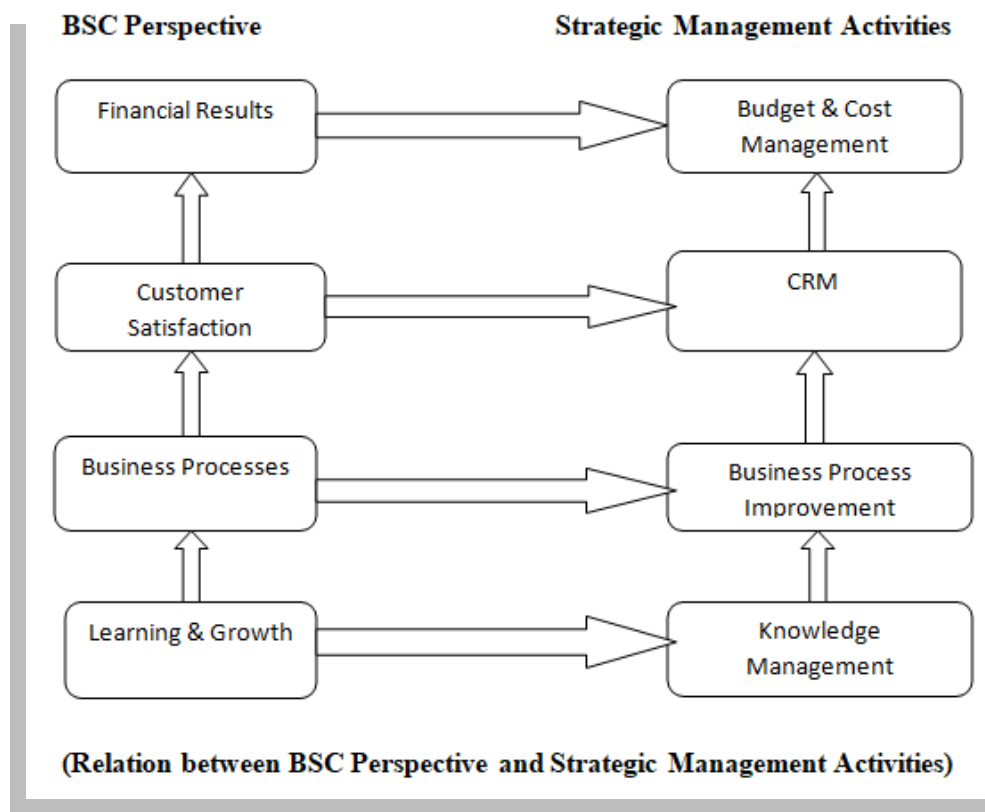 BSC Perspective
Strategic Management Activities
Financial Results
Budget & Cost
Management
Customer
Satisfaction
CRM
Business Processes
Business Process
Improvement
Learning & Growth
Knowledge
Management
(Relation between BSC Perspective and Strategic Management Activities)